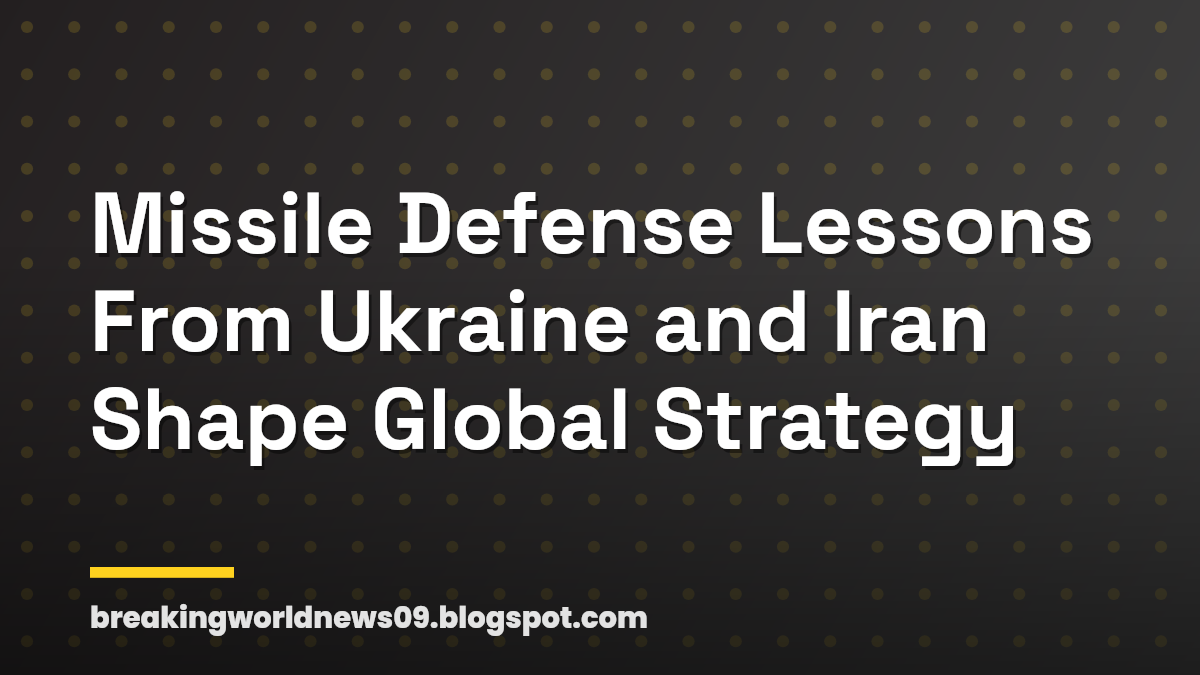 Missile Defense Lessons
From Ukraine and Iran
Shape Global Strategy
breakingworldnews09.blogspot.com